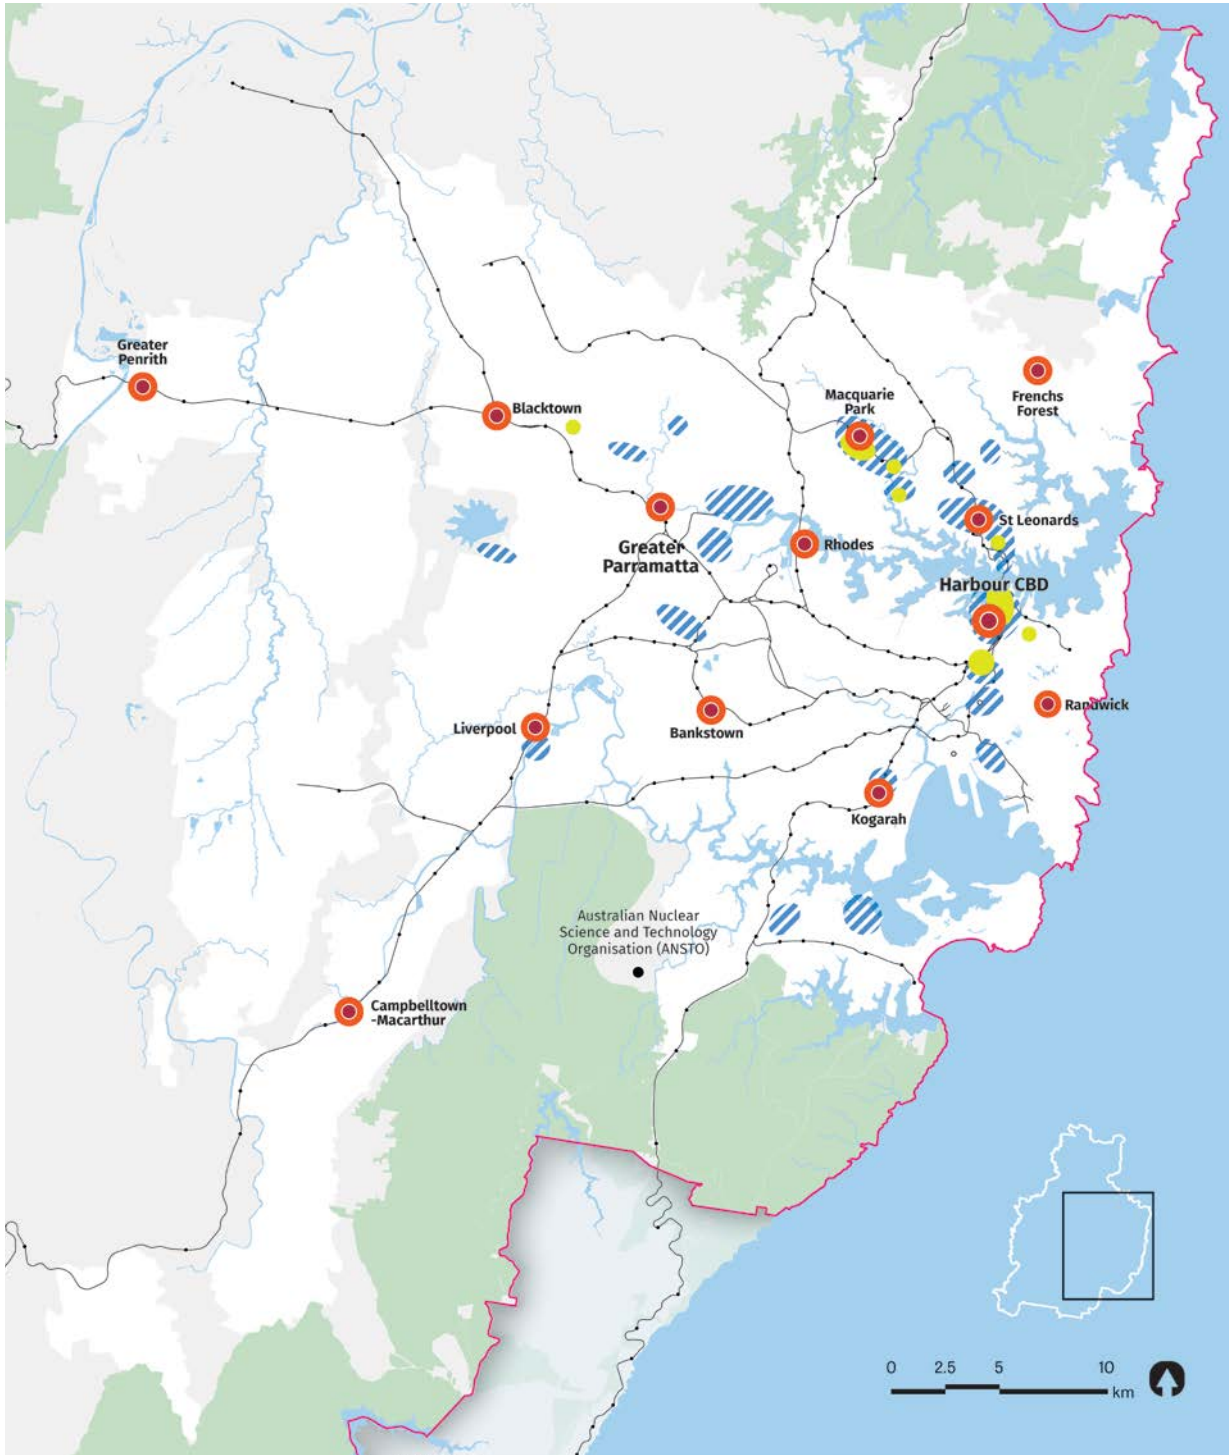 Greater
Penrith
Blacktown
Macquarie
Park
Frenchs
Forest
St Leonards
Greater
Parramatta
Rhodes
Harbour CBD
Liverpool
Bankstown
Randwick
Kogarah
Australian Nuclear
Science and Technology
Organisation (ANSTO)
Campbelltown
-Macarthur
0 2.5 5 10
km